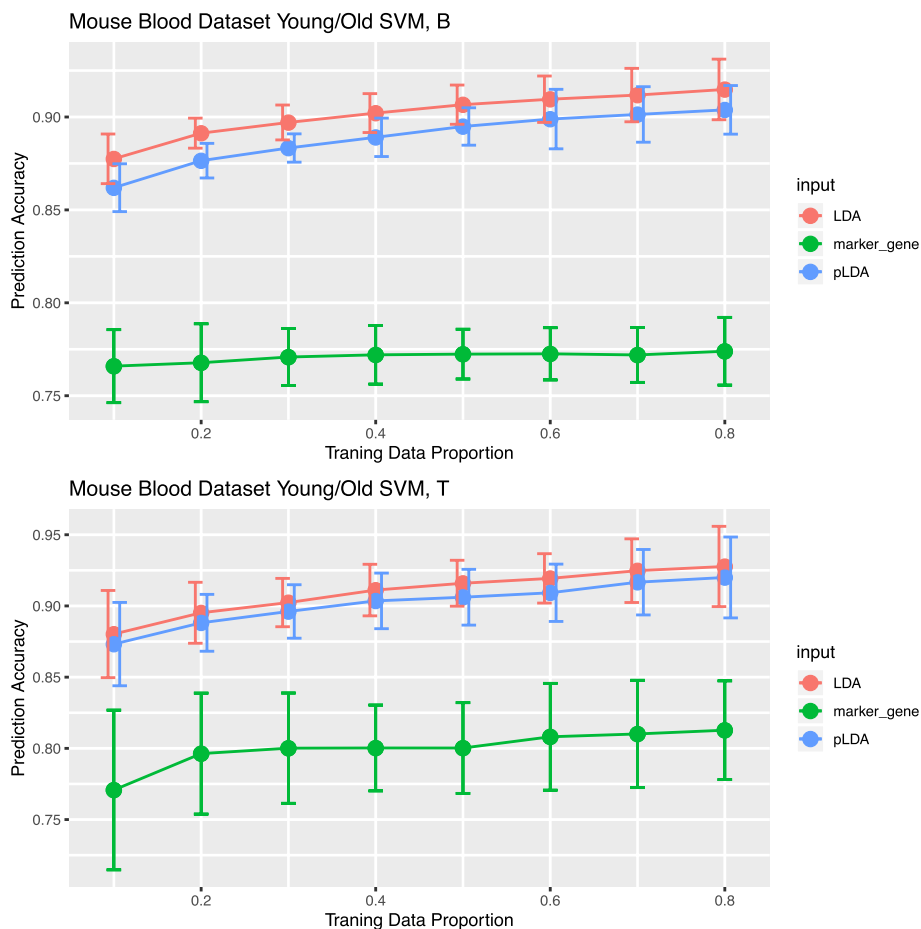 Mouse Blood Dataset Young/Old SVM, B
Prediction Accuracy
0.90
0.85
0.80
0.75
0.2 0.4 0.6 0.8
Traning Data Proportion
input
LDA
marker_gene
pLDA
Mouse Blood Dataset Young/Old SVM, T
Prediction Accuracy
0.95
0.90
0.85
0.80
0.75
0.2 0.4 0.6 0.8
Traning Data Proportion
input
LDA
marker_gene
pLDA